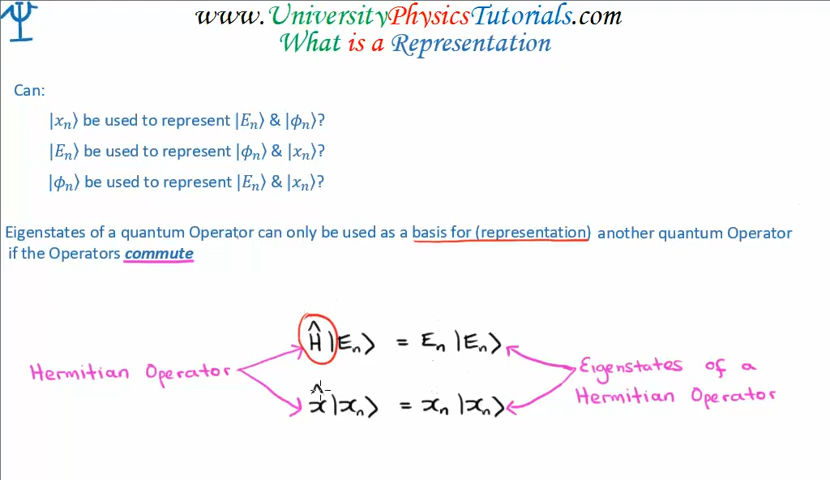 www.UniversityPhysicsTutorials.com
What is a Representation
Can:
|xₙ⟩ be used to represent |Eₙ⟩ & |ϕₙ⟩?
|Eₙ⟩ be used to represent |ϕₙ⟩ & |xₙ⟩?
|ϕₙ⟩ be used to represent |Eₙ⟩ & |xₙ⟩?
Eigenstates of a quantum Operator can only be used as a basis for (representation) another quantum Operator
if the Operators commute
Ĥ|Eₙ⟩ = Eₙ|Eₙ⟩
Hermitian Operator
Eigenstates of a
Hermitian Operator
x̂|xₙ⟩ = xₙ|xₙ⟩